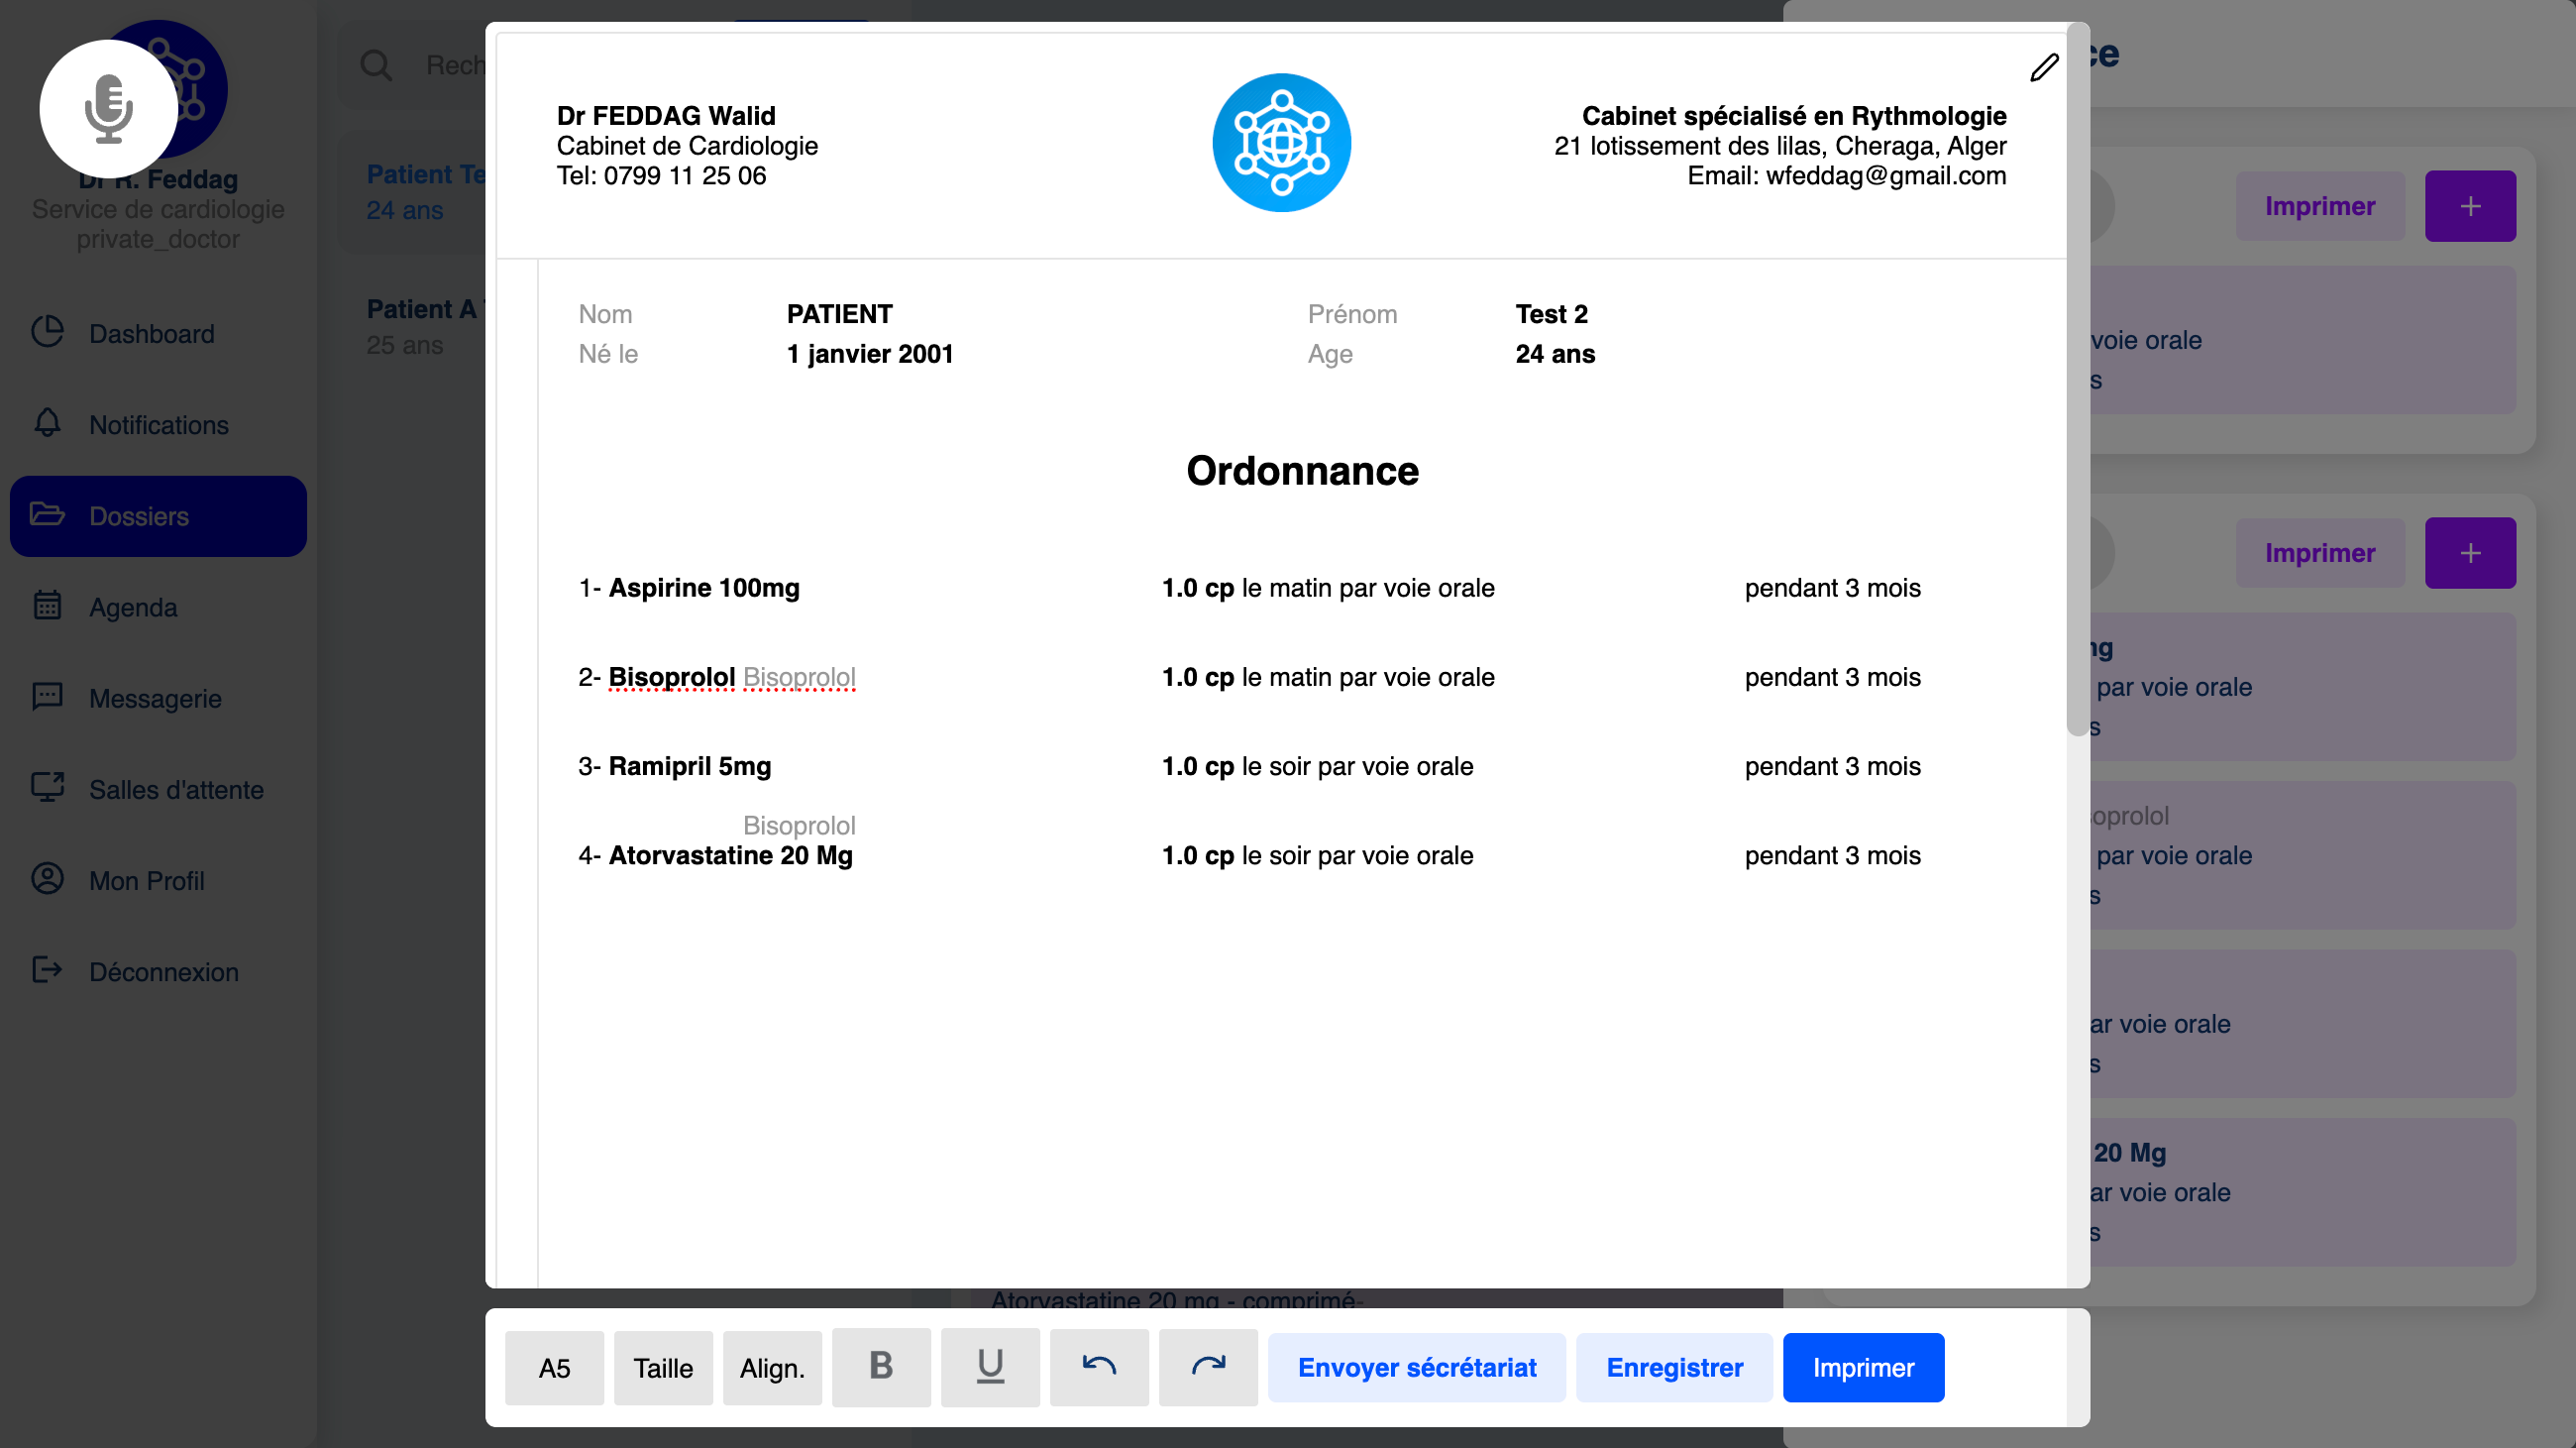 Dr R. Feddag
Service de cardiologie
private_doctor
Dashboard
Notifications
Dossiers
Agenda
Messagerie
Salles d'attente
Mon Profil
Déconnexion
Rech
Patient Te
24 ans
Patient A
25 ans
Dr FEDDAG Walid
Cabinet de Cardiologie
Tel: 0799 11 25 06
Cabinet spécialisé en Rythmologie
21 lotissement des lilas, Cheraga, Alger
Email: wfeddag@gmail.com
Nom PATIENT Prénom Test 2
Né le 1 janvier 2001 Age 24 ans
Ordonnance
1- Aspirine 100mg 1.0 cp le matin par voie orale pendant 3 mois
2- Bisoprolol Bisoprolol 1.0 cp le matin par voie orale pendant 3 mois
3- Ramipril 5mg 1.0 cp le soir par voie orale pendant 3 mois
Bisoprolol
4- Atorvastatine 20 Mg 1.0 cp le soir par voie orale pendant 3 mois
Atorvastatine 20 mg - comprimé-
A5 Taille Align. B U Envoyer sécrétariat Enregistrer Imprimer
ce
Imprimer +
voie orale
s
Imprimer +
mg
par voie orale
s
oprolol
par voie orale
s
ar voie orale
s
20 Mg
ar voie orale
s